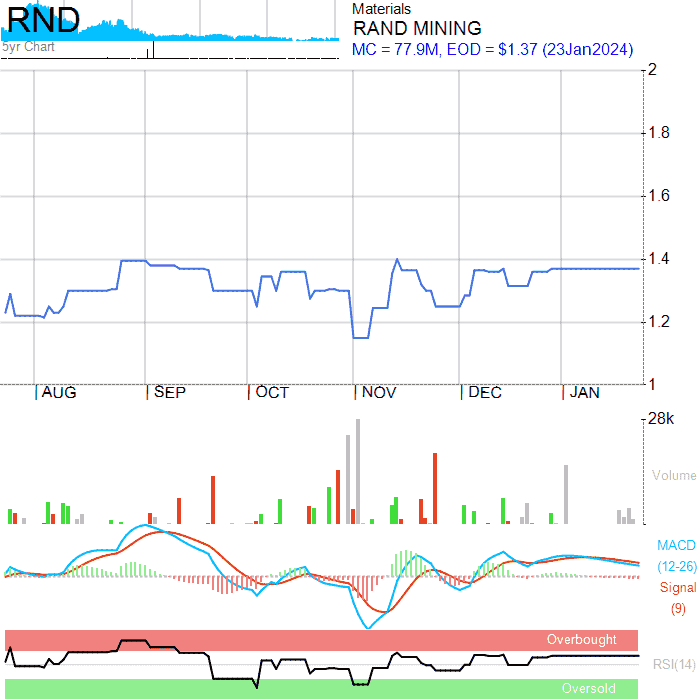 RND
5yr Chart
Materials
RAND MINING
MC = 77.9M, EOD = $1.37 (23Jan2024)
2
1.8
1.6
1.4
1.2
1
AUG SEP OCT NOV DEC JAN
28k
Volume
MACD
(12-26)
Signal
(9)
Overbought
RSI(14)
Oversold